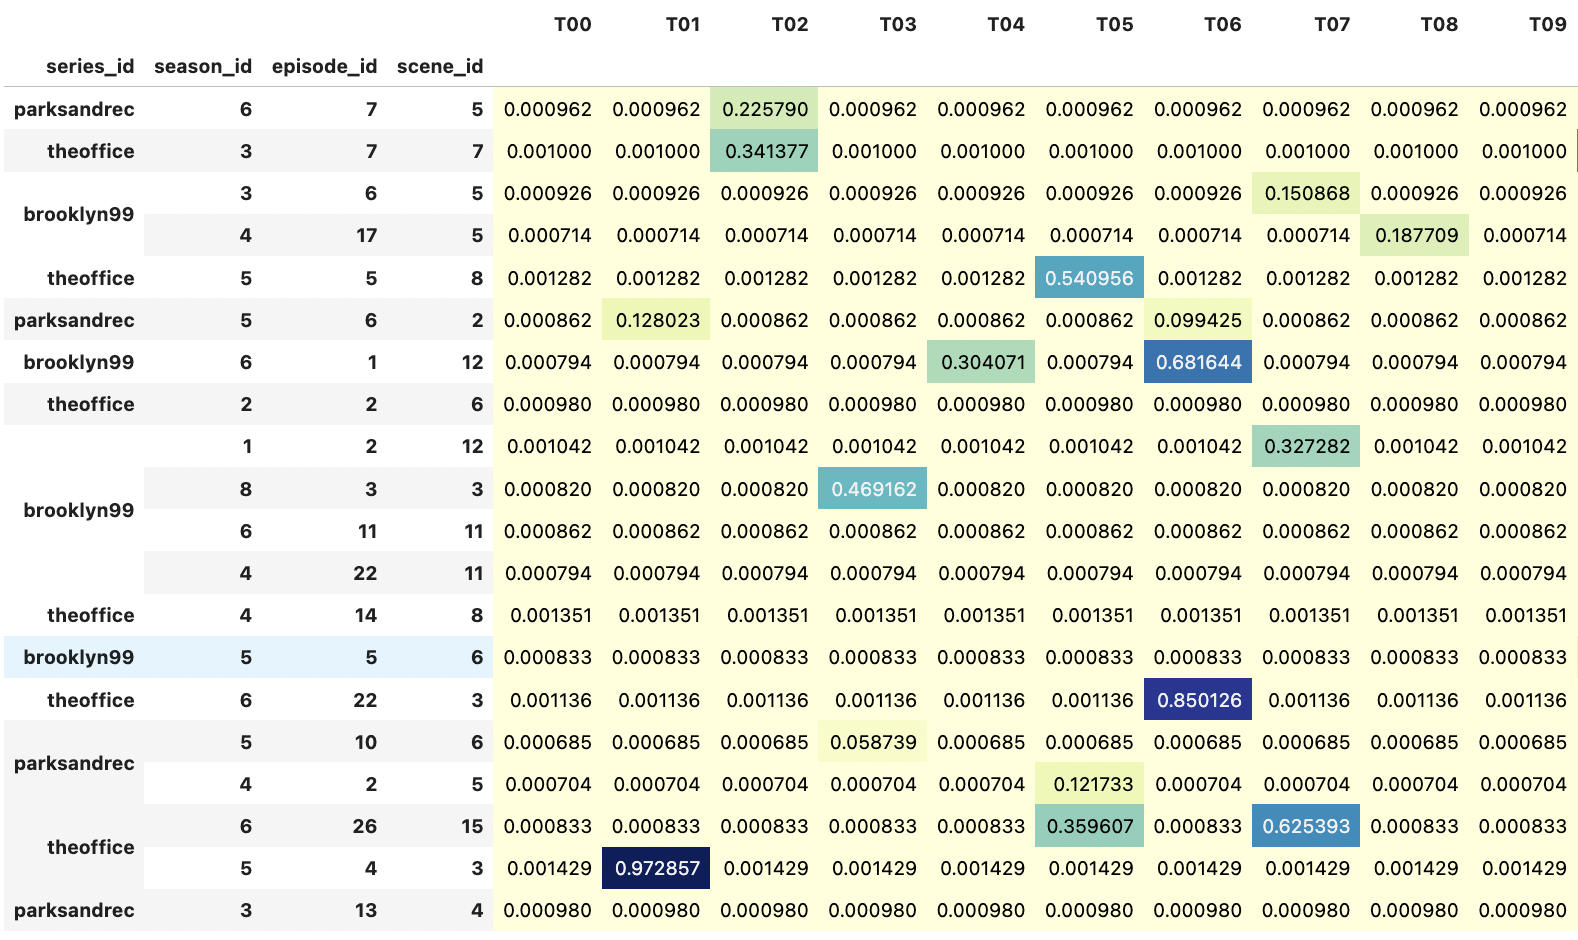 T00 T01 T02 T03 T04 T05 T06 T07 T08 T09
series_id season_id episode_id scene_id
parksandrec 6 7 5 0.000962 0.000962 0.225790 0.000962 0.000962 0.000962 0.000962 0.000962 0.000962 0.000962
theoffice 3 7 7 0.001000 0.001000 0.341377 0.001000 0.001000 0.001000 0.001000 0.001000 0.001000 0.001000
brooklyn99 3 6 5 0.000926 0.000926 0.000926 0.000926 0.000926 0.000926 0.000926 0.150868 0.000926 0.000926
4 17 5 0.000714 0.000714 0.000714 0.000714 0.000714 0.000714 0.000714 0.000714 0.187709 0.000714
theoffice 5 5 8 0.001282 0.001282 0.001282 0.001282 0.001282 0.540956 0.001282 0.001282 0.001282 0.001282
parksandrec 5 6 2 0.000862 0.128023 0.000862 0.000862 0.000862 0.000862 0.099425 0.000862 0.000862 0.000862
brooklyn99 6 1 12 0.000794 0.000794 0.000794 0.000794 0.304071 0.000794 0.681644 0.000794 0.000794 0.000794
theoffice 2 2 6 0.000980 0.000980 0.000980 0.000980 0.000980 0.000980 0.000980 0.000980 0.000980 0.000980
brooklyn99 1 2 12 0.001042 0.001042 0.001042 0.001042 0.001042 0.001042 0.001042 0.327282 0.001042 0.001042
8 3 3 0.000820 0.000820 0.000820 0.469162 0.000820 0.000820 0.000820 0.000820 0.000820 0.000820
6 11 11 0.000862 0.000862 0.000862 0.000862 0.000862 0.000862 0.000862 0.000862 0.000862 0.000862
4 22 11 0.000794 0.000794 0.000794 0.000794 0.000794 0.000794 0.000794 0.000794 0.000794 0.000794
theoffice 4 14 8 0.001351 0.001351 0.001351 0.001351 0.001351 0.001351 0.001351 0.001351 0.001351 0.001351
brooklyn99 5 5 6 0.000833 0.000833 0.000833 0.000833 0.000833 0.000833 0.000833 0.000833 0.000833 0.000833
theoffice 6 22 3 0.001136 0.001136 0.001136 0.001136 0.001136 0.001136 0.850126 0.001136 0.001136 0.001136
parksandrec 5 10 6 0.000685 0.000685 0.000685 0.058739 0.000685 0.000685 0.000685 0.000685 0.000685 0.000685
4 2 5 0.000704 0.000704 0.000704 0.000704 0.000704 0.121733 0.000704 0.000704 0.000704 0.000704
theoffice 6 26 15 0.000833 0.000833 0.000833 0.000833 0.000833 0.359607 0.000833 0.625393 0.000833 0.000833
5 4 3 0.001429 0.972857 0.001429 0.001429 0.001429 0.001429 0.001429 0.001429 0.001429 0.001429
parksandrec 3 13 4 0.000980 0.000980 0.000980 0.000980 0.000980 0.000980 0.000980 0.000980 0.000980 0.000980